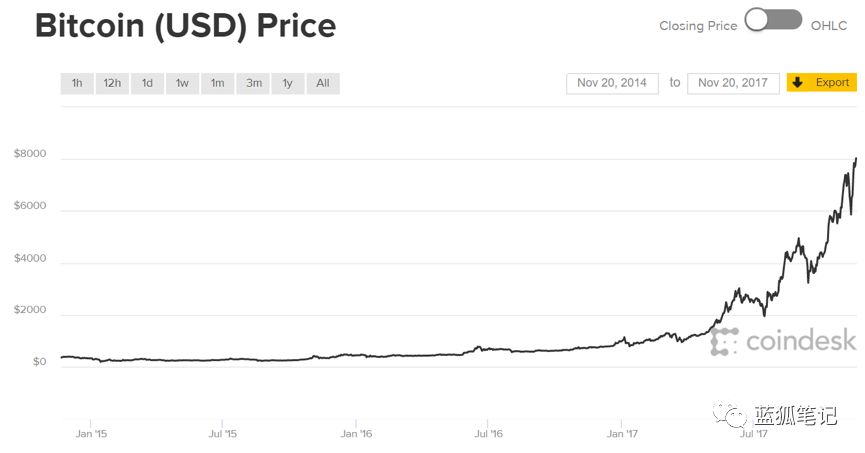 Bitcoin (USD) Price
Closing Price OHLC
1h 12h 1d 1w 1m 3m 1y All
Nov 20, 2014 to Nov 20, 2017 Export
$8000
$6000
$4000
$2000
$0
coindesk
蓝狐笔记
Jan '15 Jul '15 Jan '16 Jul '16 Jan '17 Jul '17